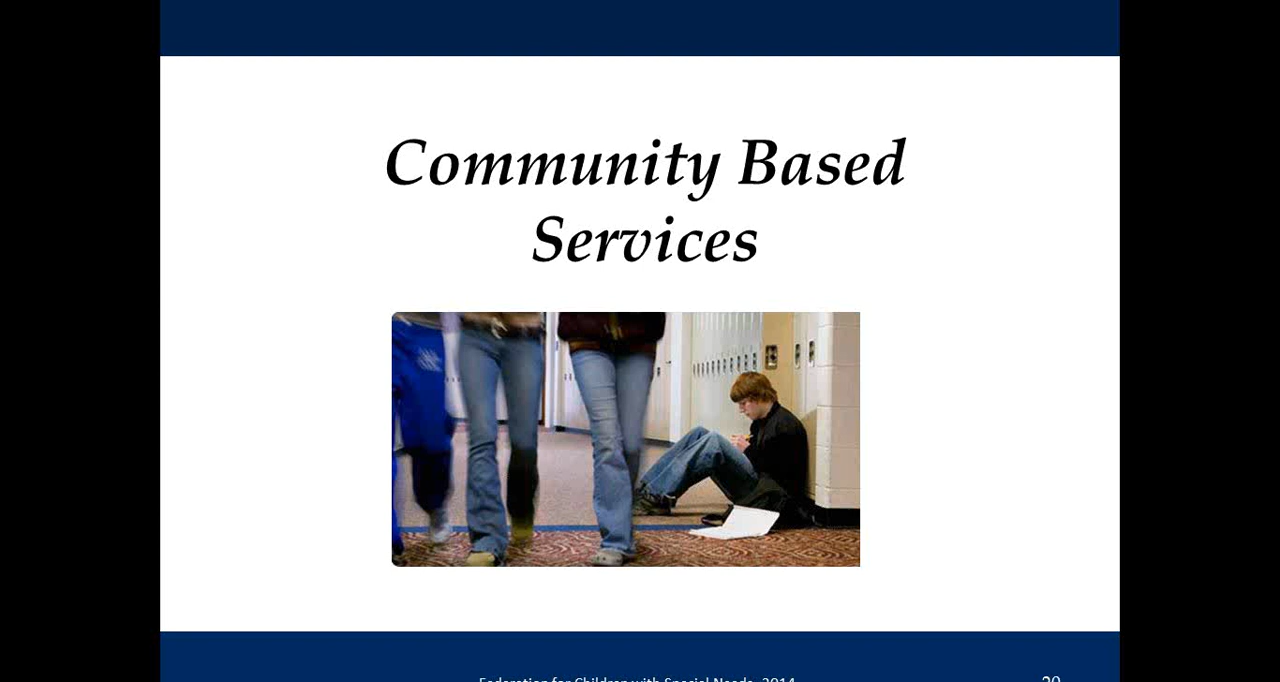 Community Based
Services
Federation for Children with Special Needs, 2014
20